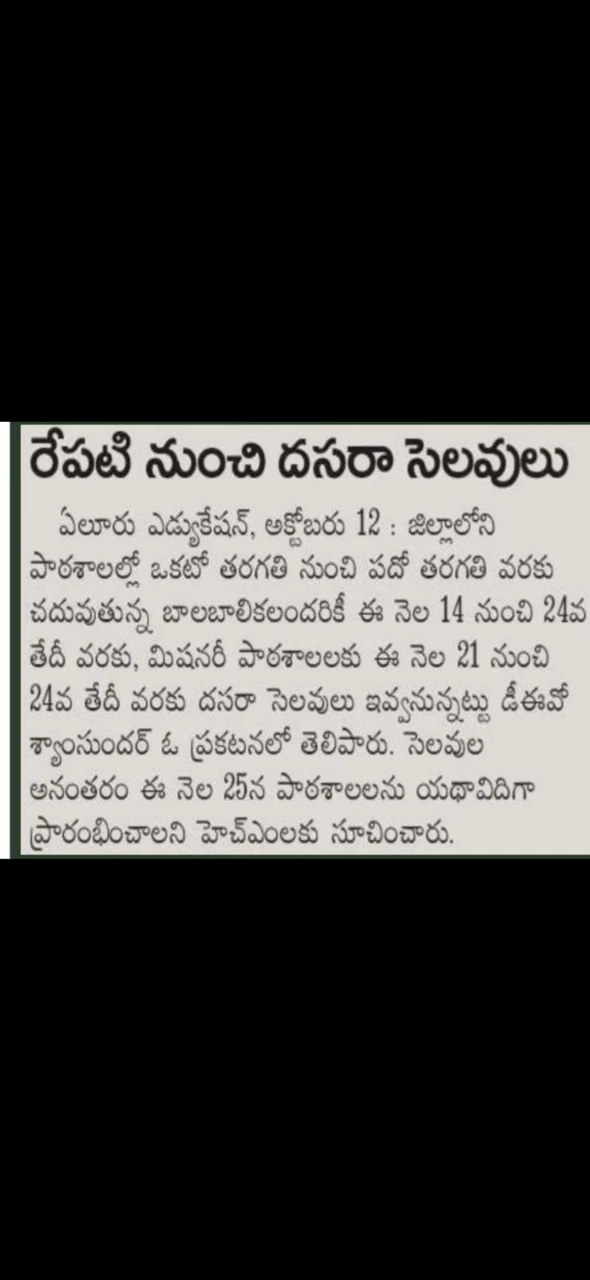 రేపటి నుంచి దసరా సెలవులు
ఏలూరు ఎడ్యుకేషన్, అక్టోబరు 12 : జిల్లాలోని
పాఠశాలల్లో ఒకటో తరగతి నుంచి పదో తరగతి వరకు
చదువుతున్న బాలబాలికలందరికీ ఈ నెల 14 నుంచి 24వ
తేదీ వరకు, మిషనరీ పాఠశాలలకు ఈ నెల 21 నుంచి
24వ తేదీ వరకు దసరా సెలవులు ఇవ్వనున్నట్టు డీఈవో
శ్యాంసుందర్ ఓ ప్రకటనలో తెలిపారు. సెలవుల
అనంతరం ఈ నెల 25న పాఠశాలలను యథావిదిగా
ప్రారంభించాలని హెచ్ఎంలకు సూచించారు.